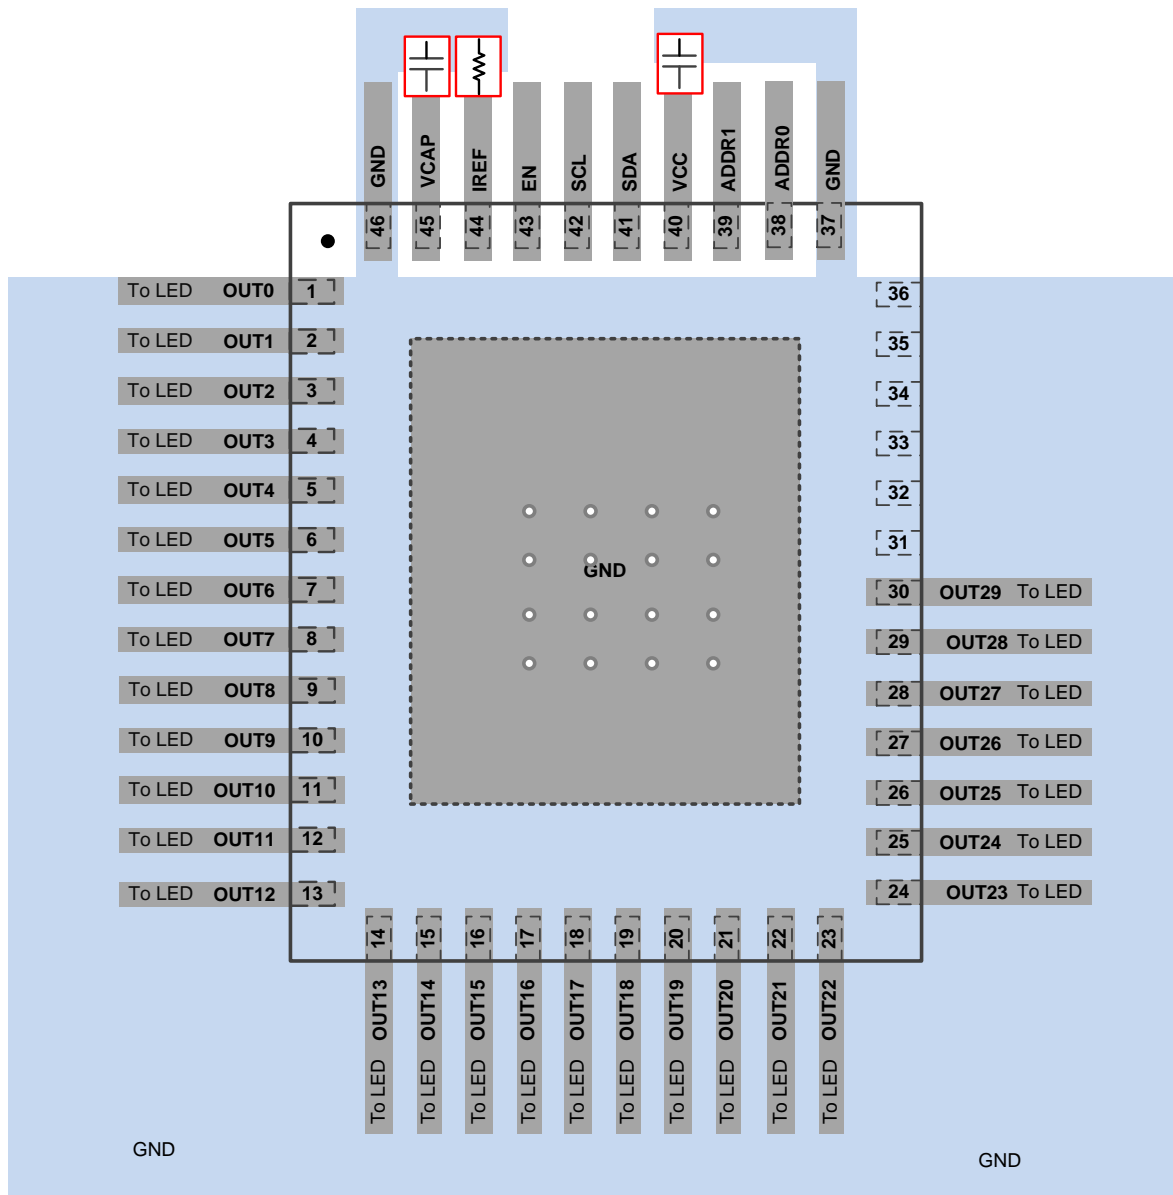 GND
VCAP
IREF
EN
SCL
SDA
VCC
ADDR1
ADDR0
GND
46
45
44
43
42
41
40
39
38
37
To LED OUT0 1
To LED OUT1 2
To LED OUT2 3
To LED OUT3 4
To LED OUT4 5
To LED OUT5 6
To LED OUT6 7
To LED OUT7 8
To LED OUT8 9
To LED OUT9 10
To LED OUT10 11
To LED OUT11 12
To LED OUT12 13
GND
36
35
34
33
32
31
30 OUT29 To LED
29 OUT28 To LED
28 OUT27 To LED
27 OUT26 To LED
26 OUT25 To LED
25 OUT24 To LED
24 OUT23 To LED
To LED OUT13 14
To LED OUT14 15
To LED OUT15 16
To LED OUT16 17
To LED OUT17 18
To LED OUT18 19
To LED OUT19 20
To LED OUT20 21
To LED OUT21 22
To LED OUT22 23
GND
GND